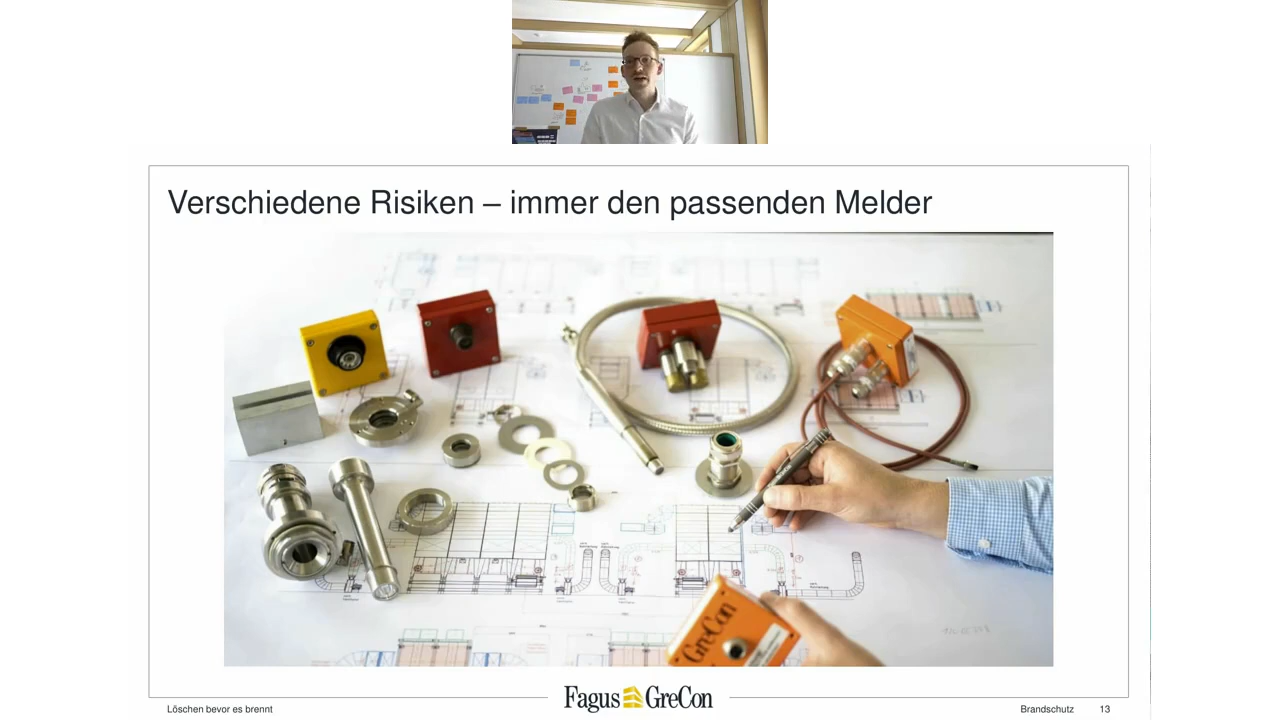 Verschiedene Risiken – immer den passenden Melder
GreCon
Fagus GreCon
Löschen bevor es brennt
Brandschutz
13